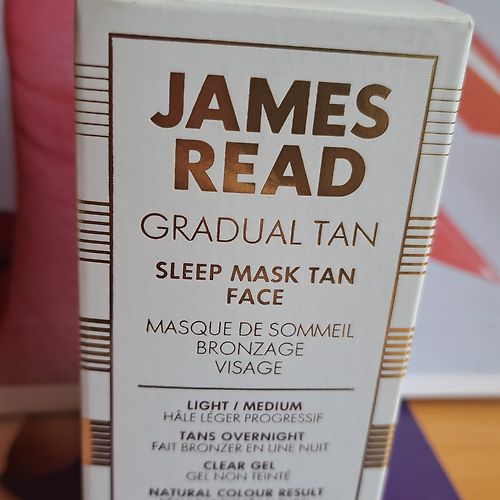 JAMES
READ
GRADUAL TAN
SLEEP MASK TAN
FACE
MASQUE DE SOMMEIL
BRONZAGE
VISAGE
LIGHT / MEDIUM
HÂLE LÉGER PROGRESSIF
TANS OVERNIGHT
FAIT BRONZER EN UNE NUIT
CLEAR GEL
GEL NON TEINTÉ
NATURAL COLOUR RESULT